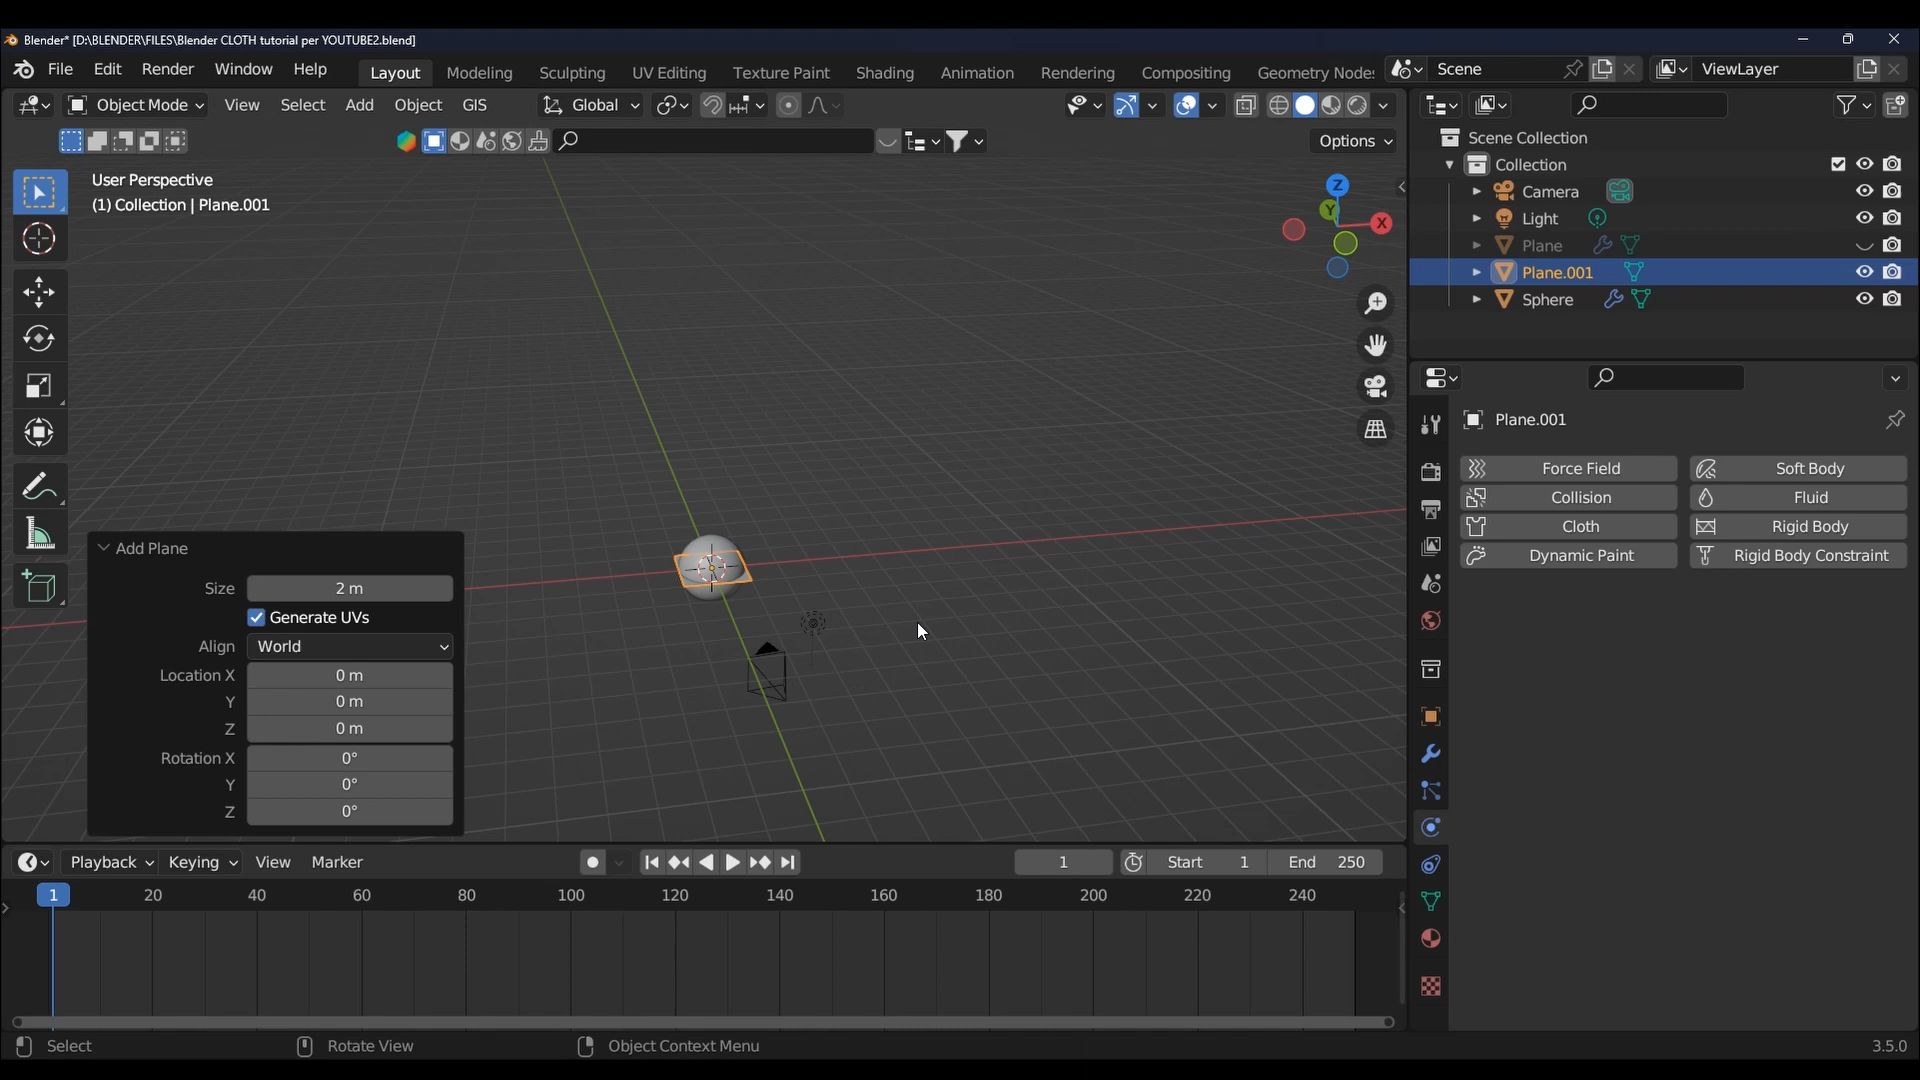 Blender* [D:\BLENDER\FILES\Blender CLOTH tutorial per YOUTUBE2.blend]
File Edit Render Window Help Layout Modeling Sculpting UV Editing Texture Paint Shading Animation Rendering Compositing Geometry Nodes Scene ViewLayer
Object Mode View Select Add Object GIS Global
Options
User Perspective
(1) Collection | Plane.001
Z
Y
X
Scene Collection
Collection
Camera
Light
Plane
Plane.001
Sphere
Plane.001
Force Field Soft Body
Collision Fluid
Cloth Rigid Body
Dynamic Paint Rigid Body Constraint
Add Plane
Size 2 m
Generate UVs
Align World
Location X 0 m
Y 0 m
Z 0 m
Rotation X 0°
Y 0°
Z 0°
Playback Keying View Marker 1 Start 1 End 250
1 20 40 60 80 100 120 140 160 180 200 220 240
Select Rotate View Object Context Menu 3.5.0